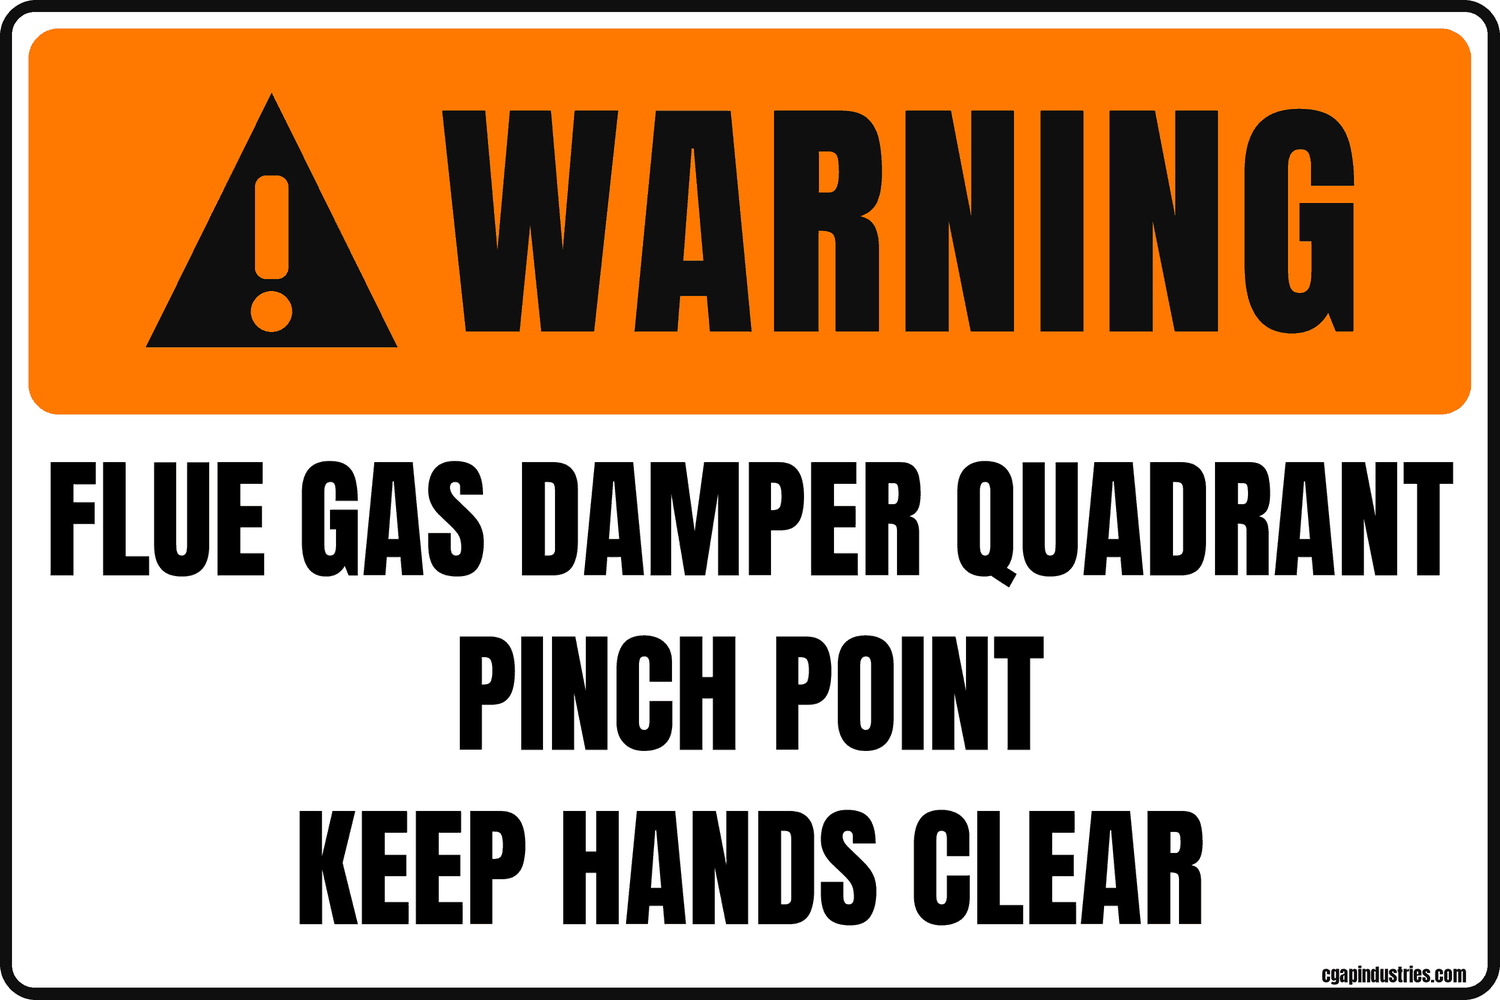 WARNING
FLUE GAS DAMPER QUADRANT
PINCH POINT
KEEP HANDS CLEAR
cgapindustries.com